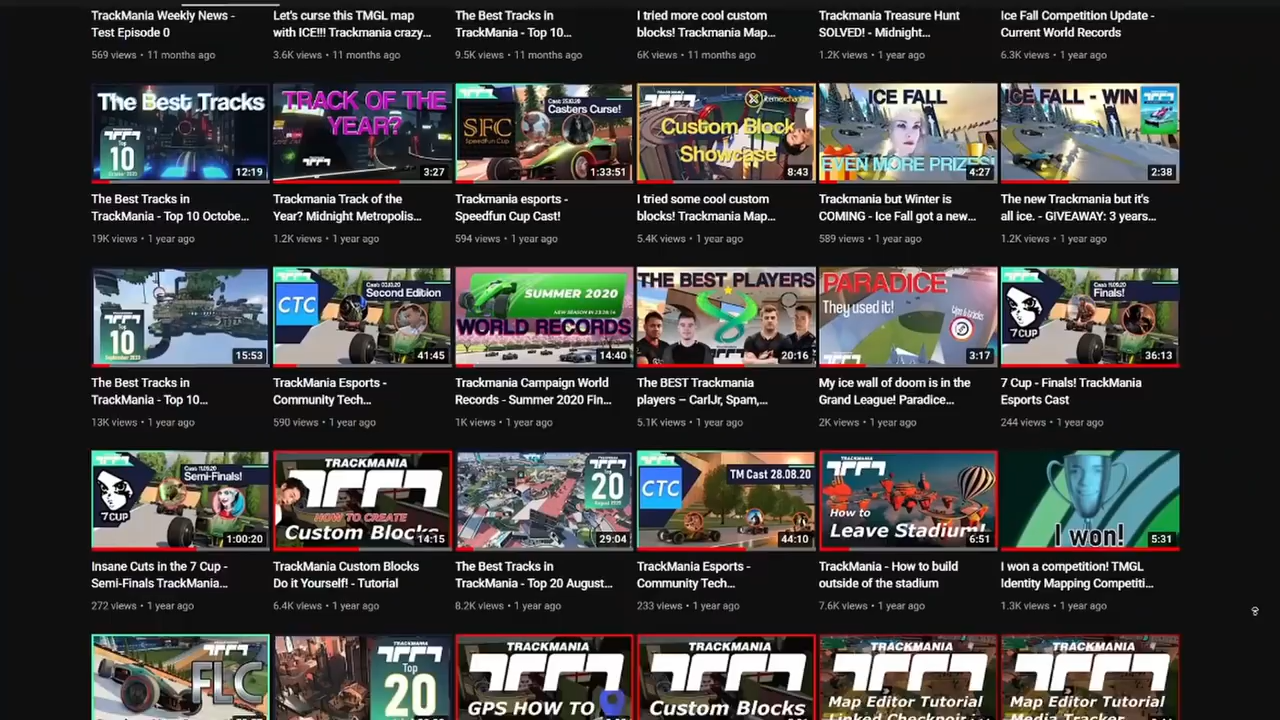 TrackMania Weekly News -
Test Episode 0
569 views • 11 months ago
Let's curse this TMGL map
with ICE!!! Trackmania crazy...
3.6K views • 11 months ago
The Best Tracks in
TrackMania - Top 10...
9.5K views • 11 months ago
I tried more cool custom
blocks! Trackmania Map...
6K views • 11 months ago
Trackmania Treasure Hunt
SOLVED! - Midnight...
1.2K views • 1 year ago
Ice Fall Competition Update -
Current World Records
6.3K views • 1 year ago
The Best Tracks
Top
10
12:19
The Best Tracks in
TrackMania - Top 10 Octobe...
19K views • 1 year ago
TRACK OF THE
YEAR?
3:27
Trackmania Track of the
Year? Midnight Metropolis...
1.2K views • 1 year ago
SFC
Casters Curse!
1:33:51
Trackmania esports -
Speedfun Cup Cast!
594 views • 1 year ago
itemexchange
Custom Block
Showcase
8:43
I tried some cool custom
blocks! Trackmania Map...
5.4K views • 1 year ago
ICE FALL
EVEN MORE PRIZES!
4:27
Trackmania but Winter is
COMING - Ice Fall got a new...
589 views • 1 year ago
ICE FALL - WIN
2:38
The new Trackmania but it's
all ice. - GIVEAWAY: 3 years...
1.2K views • 1 year ago
Top
10
15:53
The Best Tracks in
TrackMania - Top 10...
13K views • 1 year ago
CTC
Second Edition
41:45
TrackMania Esports -
Community Tech...
590 views • 1 year ago
SUMMER 2020
WORLD RECORDS
14:40
Trackmania Campaign World
Records - Summer 2020 Fin...
1K views • 1 year ago
THE BEST PLAYERS
20:16
The BEST Trackmania
players – CarlJr, Spam,...
5.1K views • 1 year ago
PARADICE
They used it!
3:17
My ice wall of doom is in the
Grand League! Paradice...
2K views • 1 year ago
Finals!
7 CUP
36:13
7 Cup - Finals! TrackMania
Esports Cast
244 views • 1 year ago
Cast: 11.09.20
Semi-Finals!
7 CUP
1:00:20
Insane Cuts in the 7 Cup -
Semi-Finals TrackMania...
272 views • 1 year ago
TRACKMANIA
HOW TO CREATE
Custom Blocks
14:15
TrackMania Custom Blocks
Do it Yourself! - Tutorial
6.4K views • 1 year ago
Top
20
29:04
The Best Tracks in
TrackMania - Top 20 August...
8.2K views • 1 year ago
CTC
TM Cast 28.08.20
44:10
TrackMania Esports -
Community Tech...
233 views • 1 year ago
TRACKMANIA
How to
Leave Stadium!
6:51
TrackMania - How to build
outside of the stadium
7.6K views • 1 year ago
I won!
5:31
I won a competition! TMGL
Identity Mapping Competiti...
1.3K views • 1 year ago
FLC
TRACKMANIA
Top
20
TRACKMANIA
GPS HOW TO
TRACKMANIA
Custom Blocks
TRACKMANIA
Map Editor Tutorial
TRACKMANIA
Map Editor Tutorial